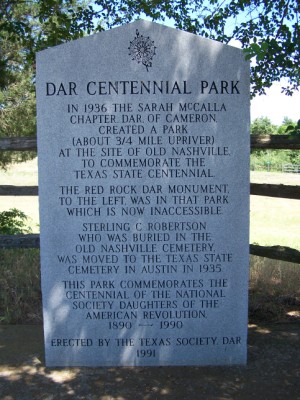 DAR CENTENNIAL PARK
IN 1936 THE SARAH McCALLA
CHAPTER, DAR, OF CAMERON,
CREATED A PARK
(ABOUT 3/4 MILE UPRIVER)
AT THE SITE OF OLD NASHVILLE,
TO COMMEMORATE THE
TEXAS STATE CENTENNIAL.
THE RED ROCK DAR MONUMENT,
TO THE LEFT, WAS IN THAT PARK
WHICH IS NOW INACCESSIBLE.
STERLING C. ROBERTSON
WHO WAS BURIED IN THE
OLD NASHVILLE CEMETERY,
WAS MOVED TO THE TEXAS STATE
CEMETERY IN AUSTIN IN 1935
THIS PARK COMMEMORATES THE
CENTENNIAL OF THE NATIONAL
SOCIETY DAUGHTERS OF THE
AMERICAN REVOLUTION.
1890 — 1990
ERECTED BY THE TEXAS SOCIETY, DAR
1991